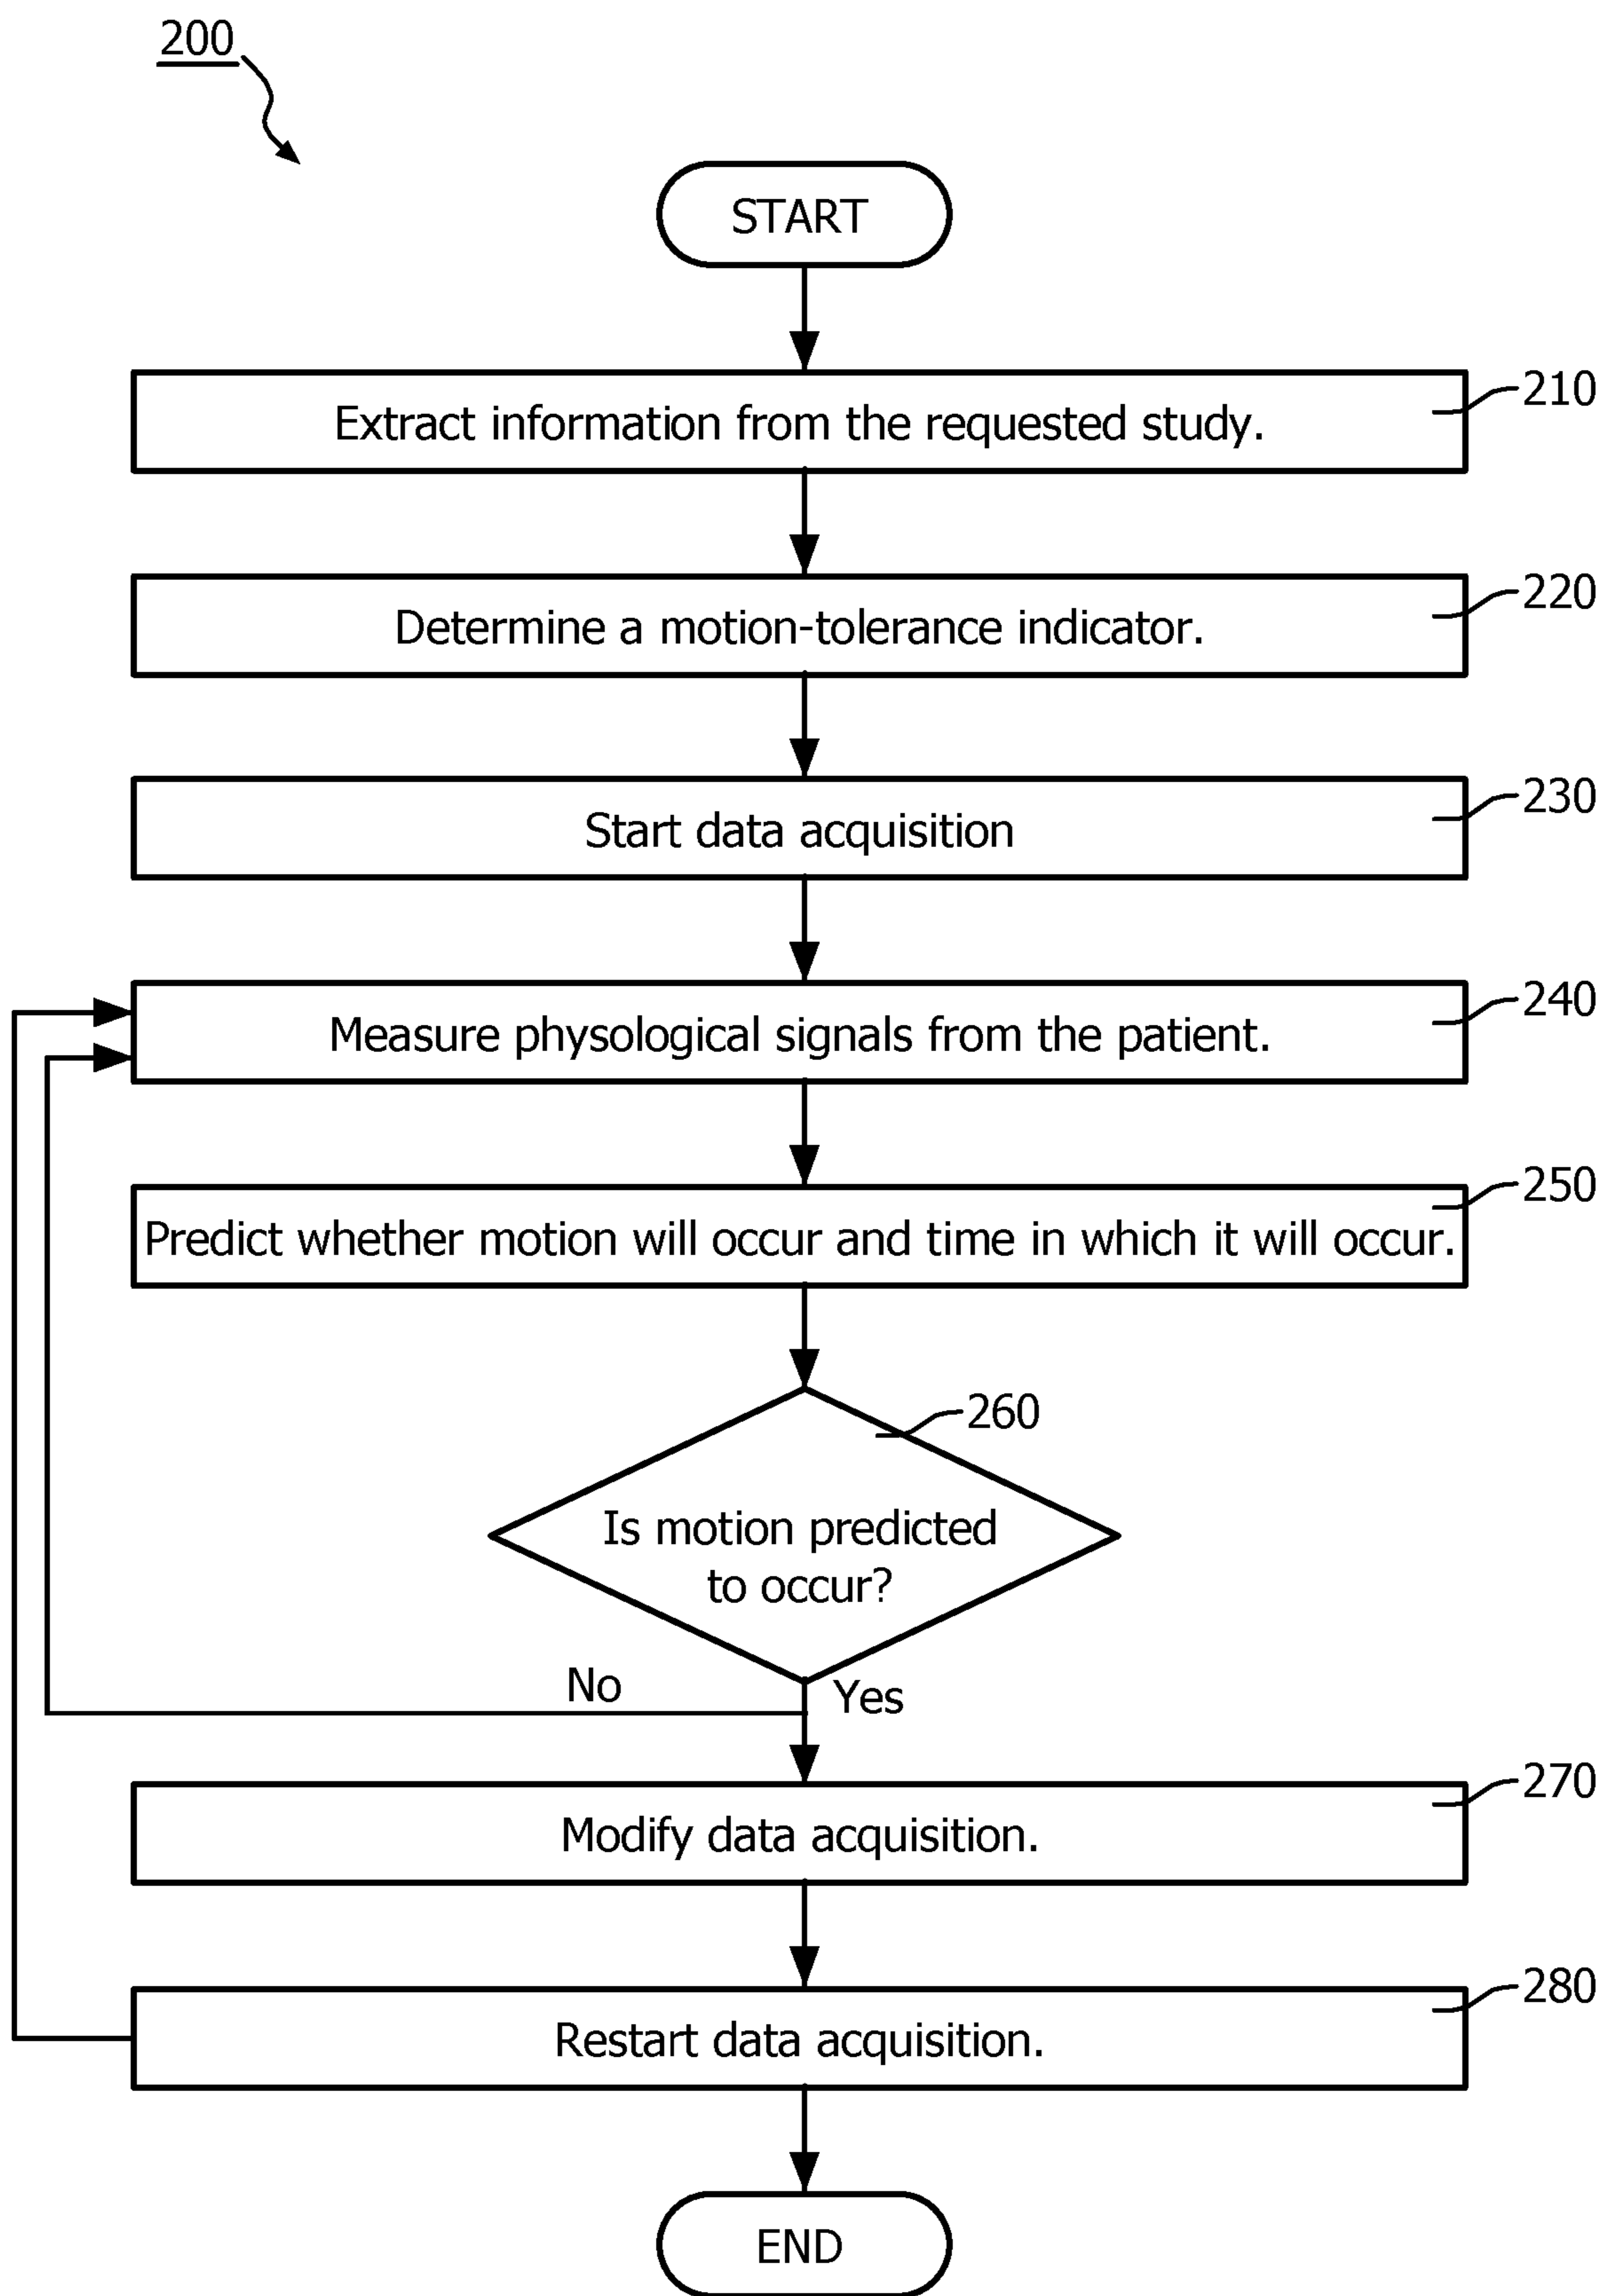 200
START
Extract information from the requested study.
210
Determine a motion-tolerance indicator.
220
Start data acquisition
230
Measure physological signals from the patient.
240
Predict whether motion will occur and time in which it will occur.
250
260
Is motion predicted
to occur?
No
Yes
Modify data acquisition.
270
Restart data acquisition.
280
END